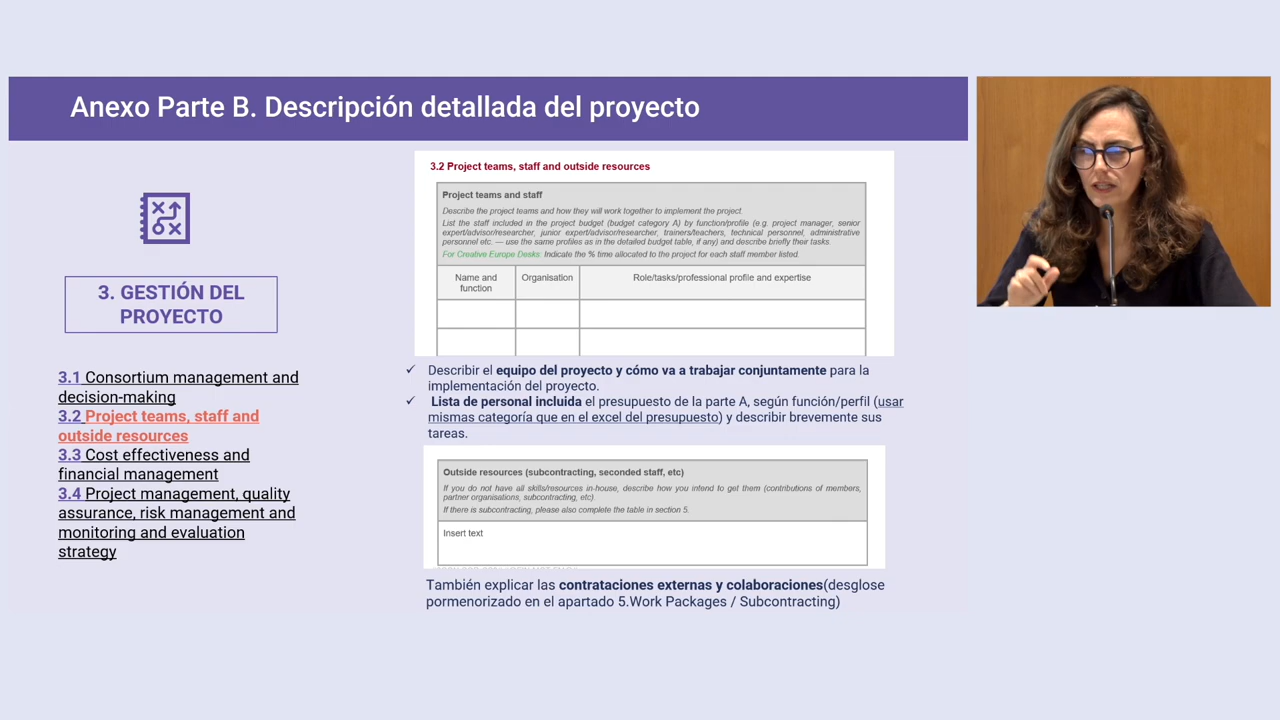 Anexo Parte B. Descripción detallada del proyecto
3. GESTIÓN DEL
PROYECTO
3.1 Consortium management and
decision-making
3.2 Project teams, staff and
outside resources
3.3 Cost effectiveness and
financial management
3.4 Project management, quality
assurance, risk management and
monitoring and evaluation
strategy
3.2 Project teams, staff and outside resources
Project teams and staff
Describe the project teams and how they will work together to implement the project.
List the staff included in the project budget (budget category A) by function/profile (e.g. project manager, senior
expert/advisor/researcher, junior expert/advisor/researcher, trainers/teachers, technical personnel, administrative
personnel etc. — use the same profiles as in the detailed budget table, if any) and describe briefly their tasks.
For Creative Europe Desks: Indicate the % time allocated to the project for each staff member listed.
Name and
function
Organisation
Role/tasks/professional profile and expertise
✓ Describir el equipo del proyecto y cómo va a trabajar conjuntamente para la
implementación del proyecto.
✓ Lista de personal incluida el presupuesto de la parte A, según función/perfil (usar
mismas categoría que en el excel del presupuesto) y describir brevemente sus
tareas.
Outside resources (subcontracting, seconded staff, etc)
If you do not have all skills/resources in-house, describe how you intend to get them (contributions of members,
partner organisations, subcontracting, etc).
If there is subcontracting, please also complete the table in section 5.
Insert text
También explicar las contrataciones externas y colaboraciones(desglose
pormenorizado en el apartado 5.Work Packages / Subcontracting)